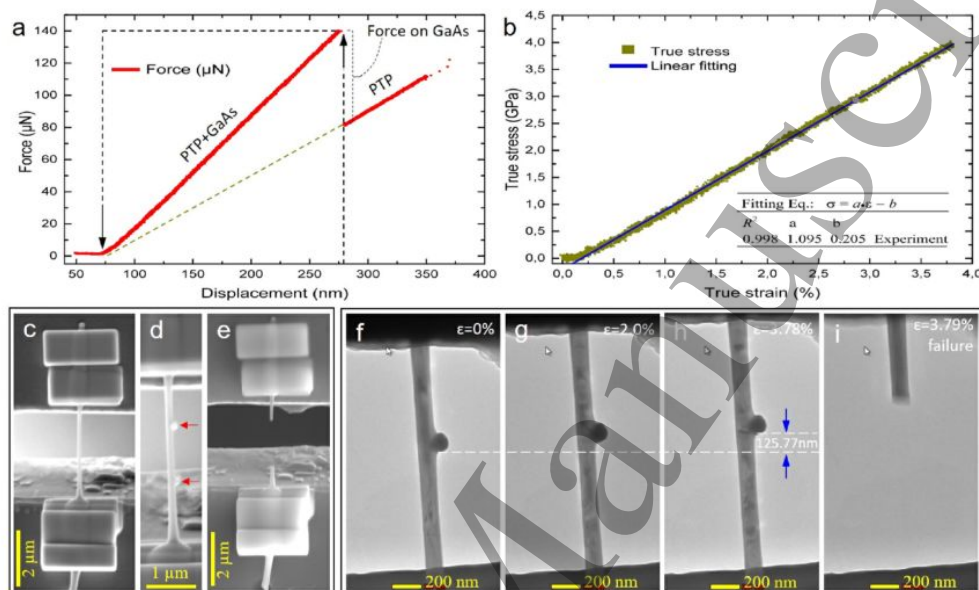 a
140
120
100
80
60
40
20
0
Force (µN)
Force (µN)
PTP+GaAs
Force on GaAs
PTP
50 100 150 200 250 300 350 400
Displacement (nm)
b
4,5
4,0
3,5
3,0
2,5
2,0
1,5
1,0
0,5
0,0
True stress (GPa)
True stress
Linear fitting
Fitting Eq.: σ = a•ε − b
R² a b
0.998 1.095 0.205 Experiment
0,0 0,5 1,0 1,5 2,0 2,5 3,0 3,5 4,0
True strain (%)
c
2 µm
d
1 µm
e
2 µm
f
ε=0%
200 nm
g
ε=2.0%
200 nm
h
ε=3.78%
125.77nm
200 nm
i
ε=3.79%
failure
200 nm
Manuscri